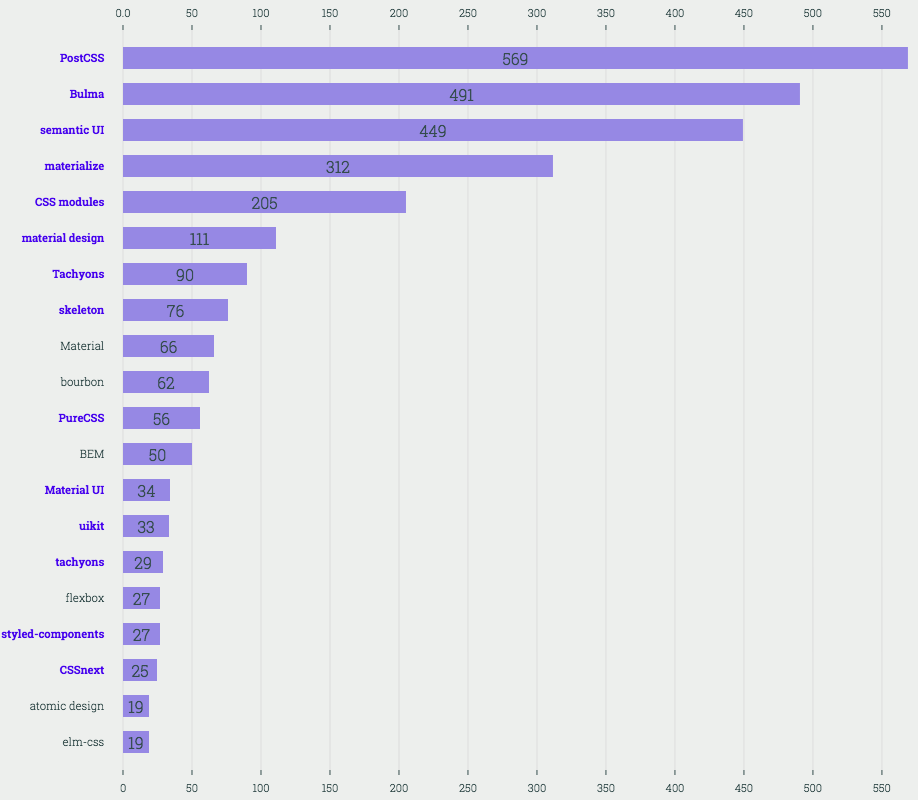 0.0 50 100 150 200 250 300 350 400 450 500 550
PostCSS 569
Bulma 491
semantic UI 449
materialize 312
CSS modules 205
material design 111
Tachyons 90
skeleton 76
Material 66
bourbon 62
PureCSS 56
BEM 50
Material UI 34
uikit 33
tachyons 29
flexbox 27
styled-components 27
CSSnext 25
atomic design 19
elm-css 19
0 50 100 150 200 250 300 350 400 450 500 550